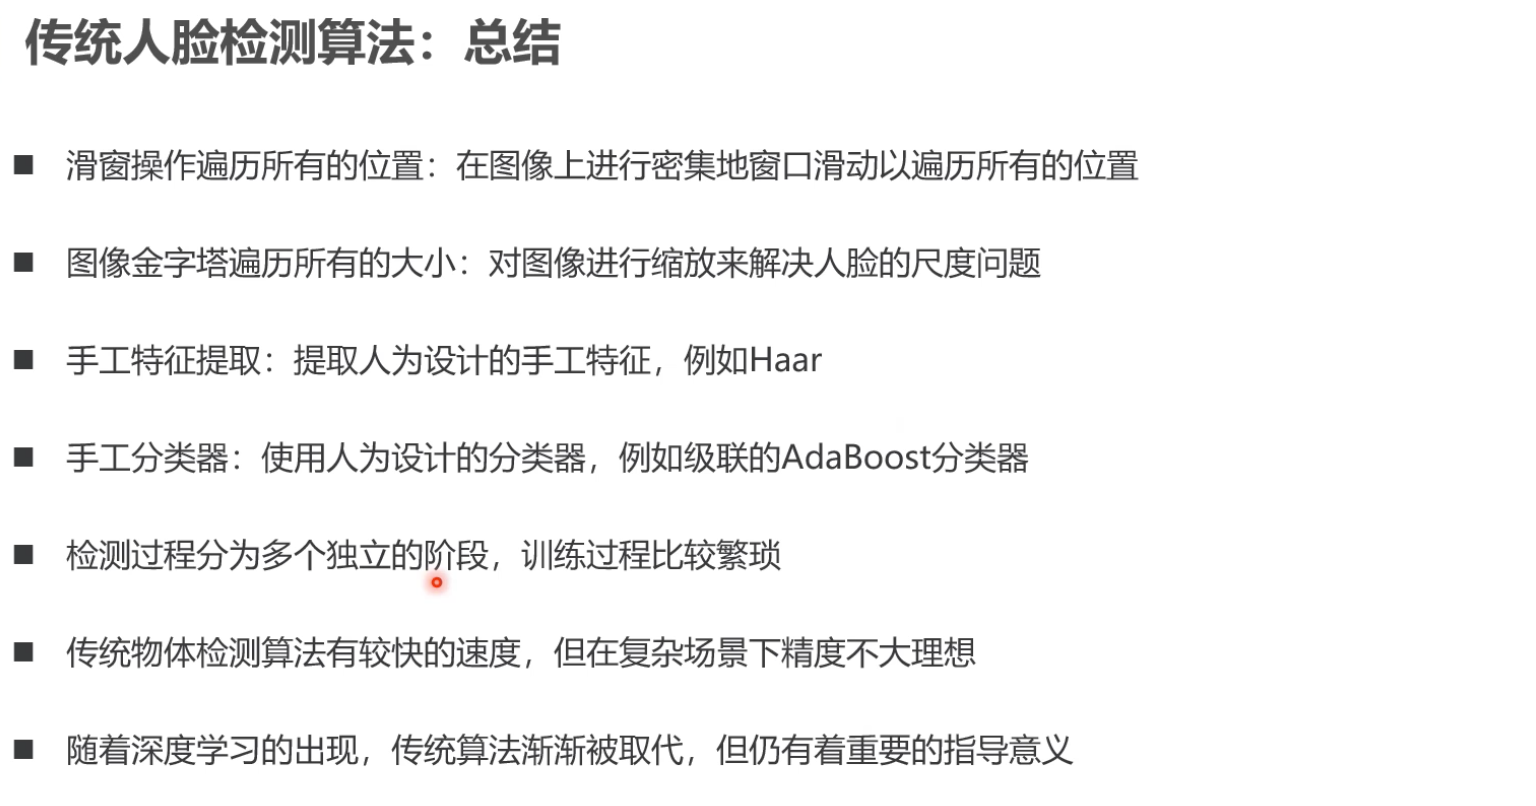 传统人脸检测算法：总结
滑窗操作遍历所有的位置：在图像上进行密集地窗口滑动以遍历所有的位置
图像金字塔遍历所有的大小：对图像进行缩放来解决人脸的尺度问题
手工特征提取：提取人为设计的手工特征，例如Haar
手工分类器：使用人为设计的分类器，例如级联的AdaBoost分类器
检测过程分为多个独立的阶段，训练过程比较繁琐
传统物体检测算法有较快的速度，但在复杂场景下精度不大理想
随着深度学习的出现，传统算法渐渐被取代，但仍有着重要的指导意义